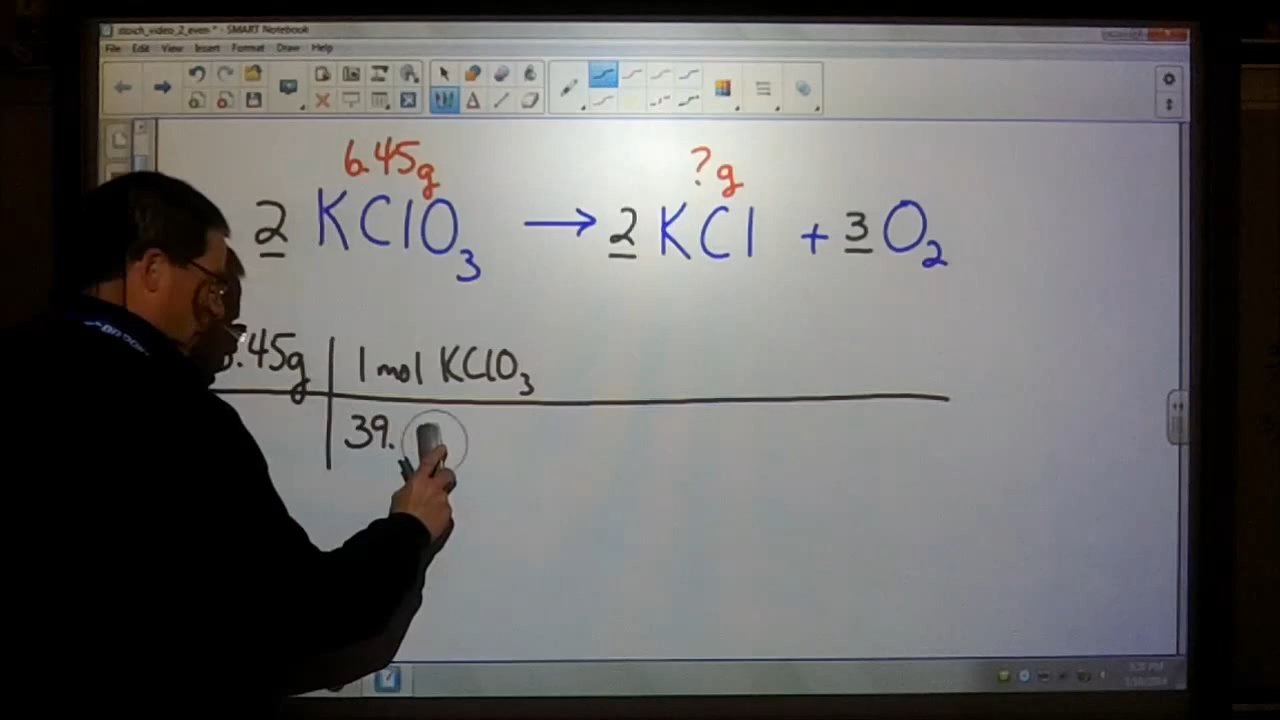 stoich_video_2_even * - SMART Notebook
File Edit View Insert Format Draw Help
6.45g ?g
2 KClO3 → 2 KCl + 3 O2
.45g | 1 mol KClO3
39.